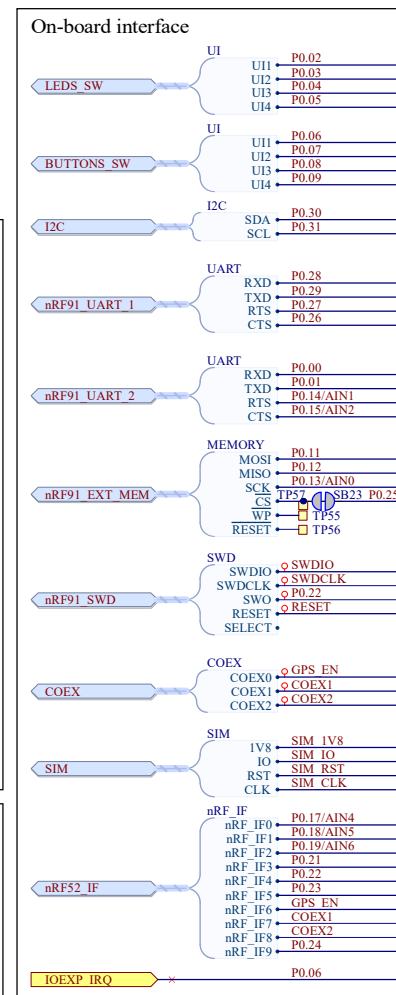 On-board interface
UI
UI1 P0.02
UI2 P0.03
LEDS_SW UI3 P0.04
UI4 P0.05
UI
UI1 P0.06
UI2 P0.07
BUTTONS_SW UI3 P0.08
UI4 P0.09
I2C
SDA P0.30
I2C SCL P0.31
UART
RXD P0.28
TXD P0.29
nRF91_UART_1 RTS P0.27
CTS P0.26
UART
RXD P0.00
TXD P0.01
nRF91_UART_2 RTS P0.14/AIN1
CTS P0.15/AIN2
MEMORY
MOSI P0.11
MISO P0.12
SCK P0.13/AIN0
nRF91_EXT_MEM CS TP57 SB23 P0.25
WP TP55
RESET TP56
SWD
SWDIO SWDIO
SWDCLK SWDCLK
nRF91_SWD SWO P0.22
RESET RESET
SELECT
COEX
COEX0 GPS_EN
COEX COEX1 COEX1
COEX2 COEX2
SIM
1V8 SIM_1V8
IO SIM_IO
SIM RST SIM_RST
CLK SIM_CLK
nRF_IF
nRF_IF0 P0.17/AIN4
nRF_IF1 P0.18/AIN5
nRF_IF2 P0.19/AIN6
nRF_IF3 P0.21
nRF52_IF nRF_IF4 P0.22
nRF_IF5 P0.23
nRF_IF6 GPS_EN
nRF_IF7 COEX1
nRF_IF8 COEX2
nRF_IF9 P0.24
IOEXP_IRQ P0.06